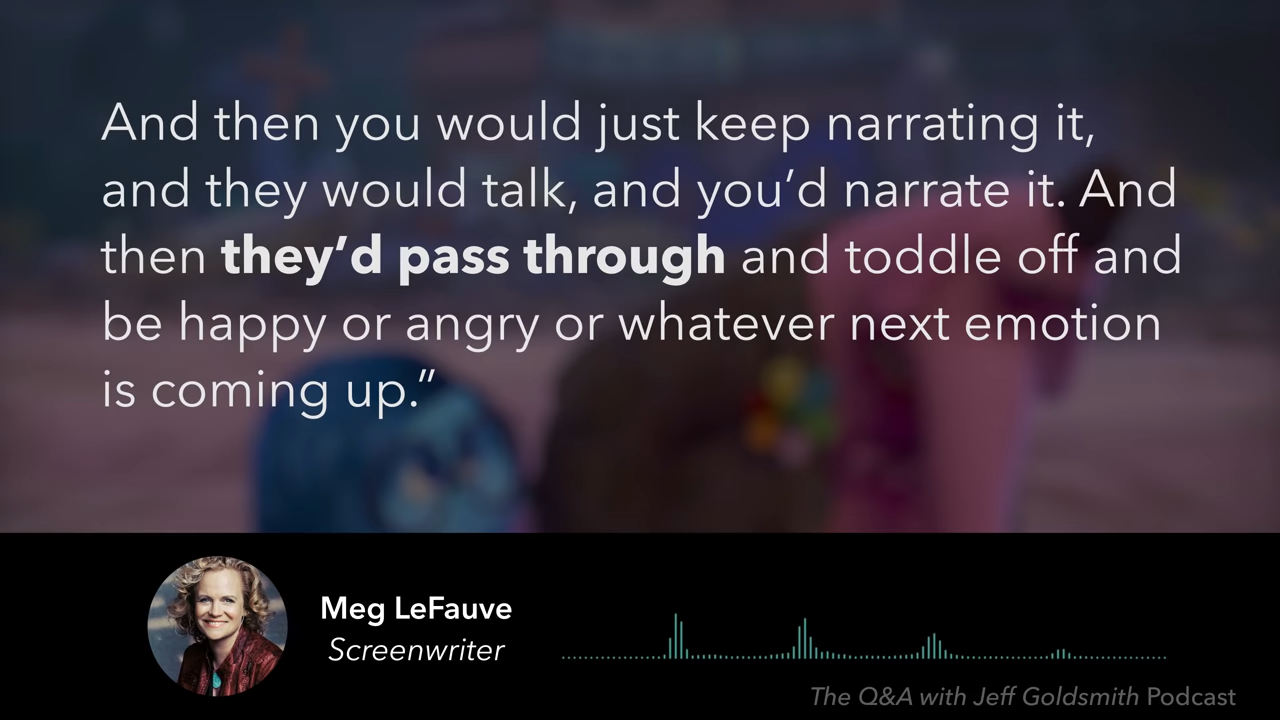 And then you would just keep narrating it,
and they would talk, and you’d narrate it. And
then they’d pass through and toddle off and
be happy or angry or whatever next emotion
is coming up.”
Meg LeFauve
Screenwriter
The Q&A with Jeff Goldsmith Podcast